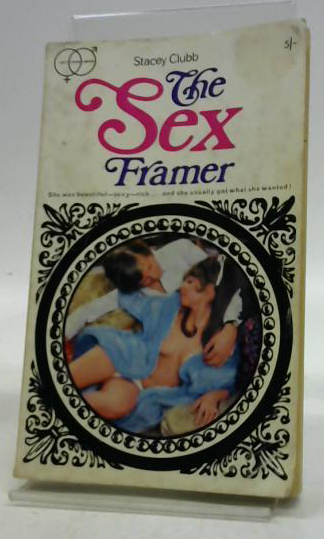 Stacey Clubb
5/-
The
Sex
Framer
She was beautiful—sexy—rich... and she usually got what she wanted!